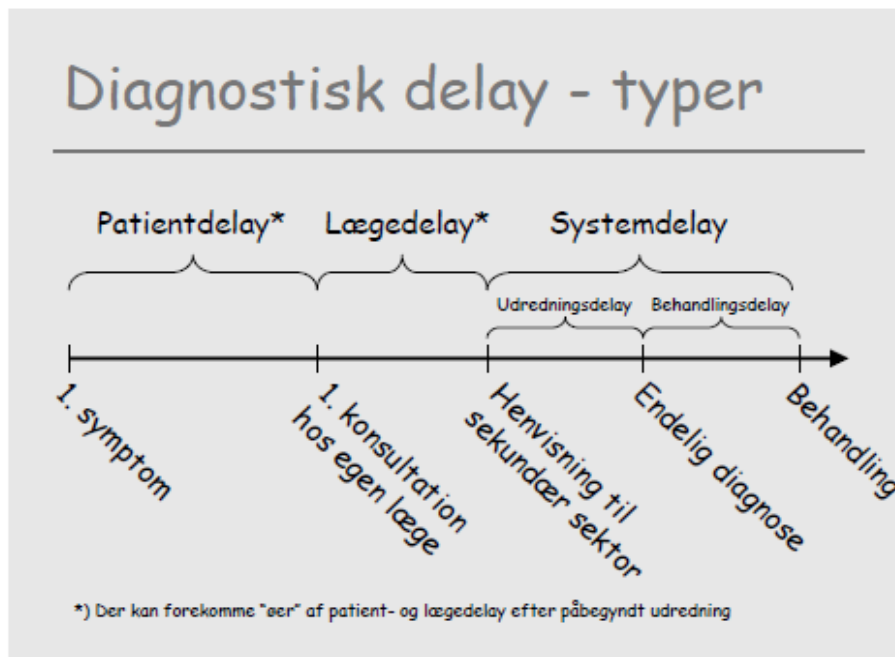 Diagnostisk delay - typer
Patientdelay* Lægedelay* Systemdelay
Udredningsdelay Behandlingsdelay
1. symptom
1. konsultation
hos egen læge
Henvisning til
sekundær sektor
Endelig diagnose
Behandling
*) Der kan forekomme "øer" af patient- og lægedelay efter påbegyndt udredning